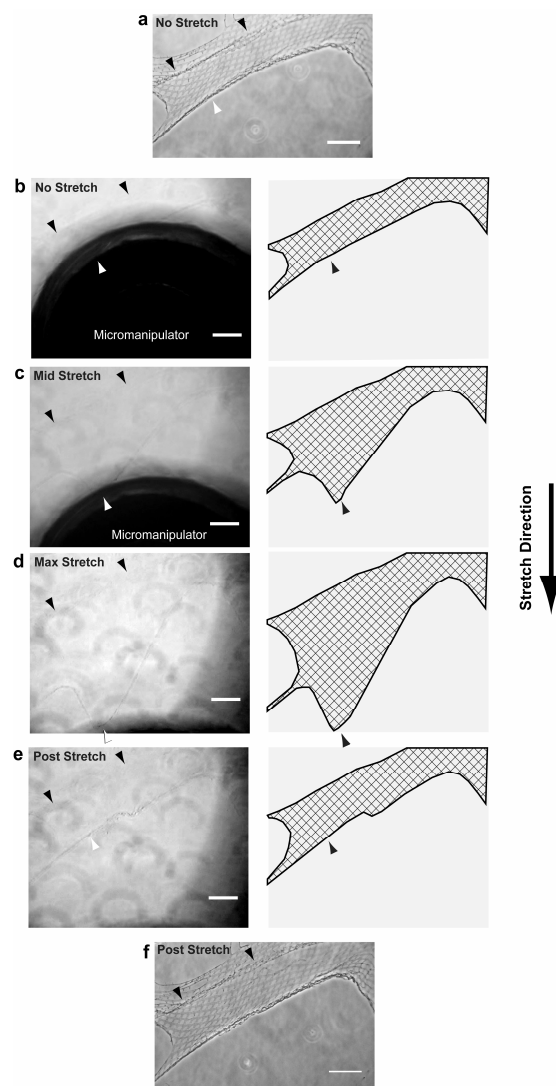 a No Stretch
b No Stretch
Micromanipulator
c Mid Stretch
Micromanipulator
d Max Stretch
e Post Stretch
f Post Stretch
Stretch Direction